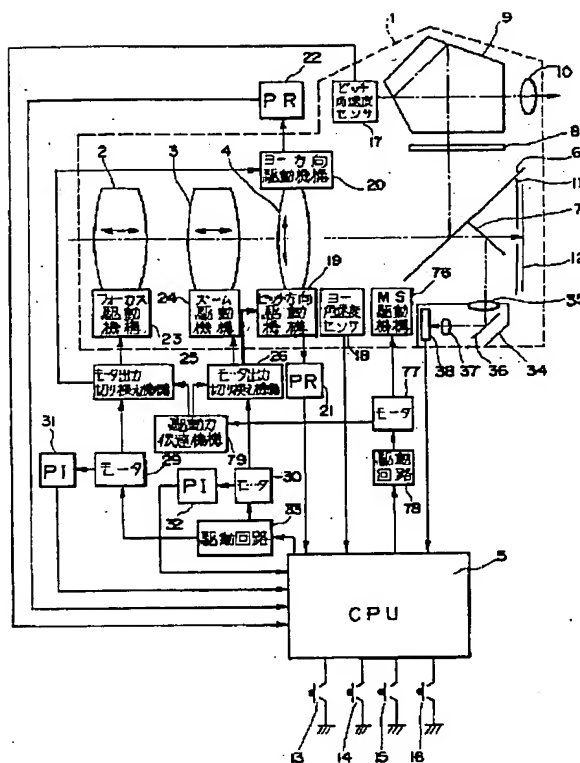 1
9
22
PR
ピッチ
角速度
センサ
17
10
8
6
11
7
12
2
3
4
ヨー方向
駆動機構
20
19
24
76
フォーカス
駆動
機構
23
ズーム
駆動
機構
ピッチ方向
駆動機構
ヨー
角速度
センサ
18
MS
駆動
機構
35
38
37
36
34
25
26
モータ出力
切り換え機構
モータ出力
切り換え機構
PR
21
77
モータ
31
PI
モータ
29
駆動力
伝達機構
79
30
PI
32
モータ
33
駆動回路
駆動
回路
78
5
CPU
13
14
15
16